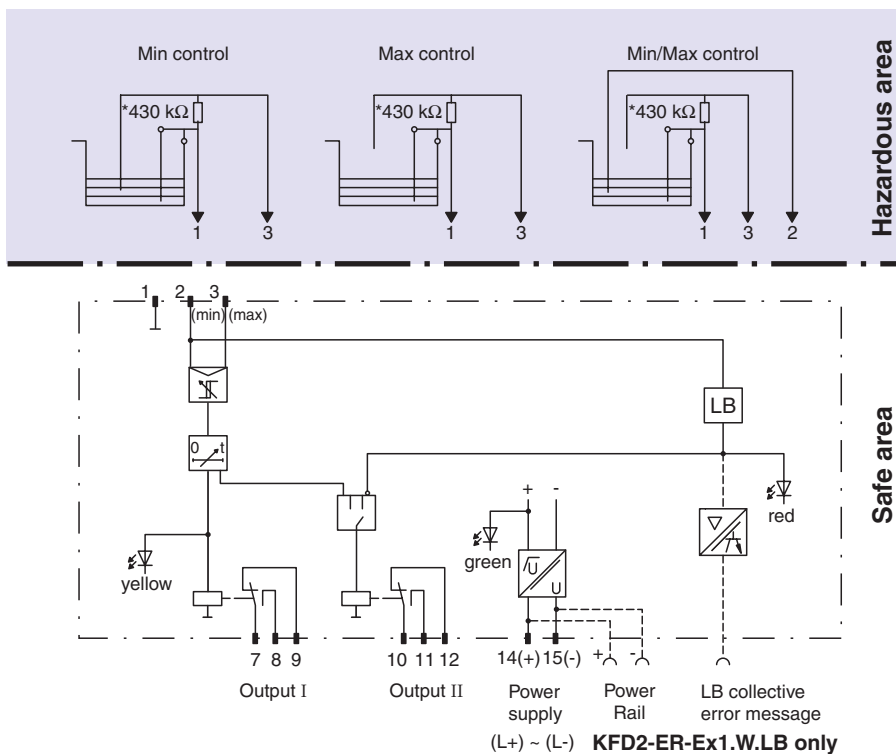 Min control
Max control
Min/Max control
Hazardous area
*430 kΩ
*430 kΩ
*430 kΩ
1
3
1
3
1
3
2
1
2
3
(min)
(max)
LB
0
t
Safe area
+
-
red
green
yellow
U
U
7
8
9
10
11
12
14(+)
15(-)
+
-
Output I
Output II
Power
supply
(L+) ~ (L-)
Power
Rail
LB collective
error message
KFD2-ER-Ex1.W.LB only